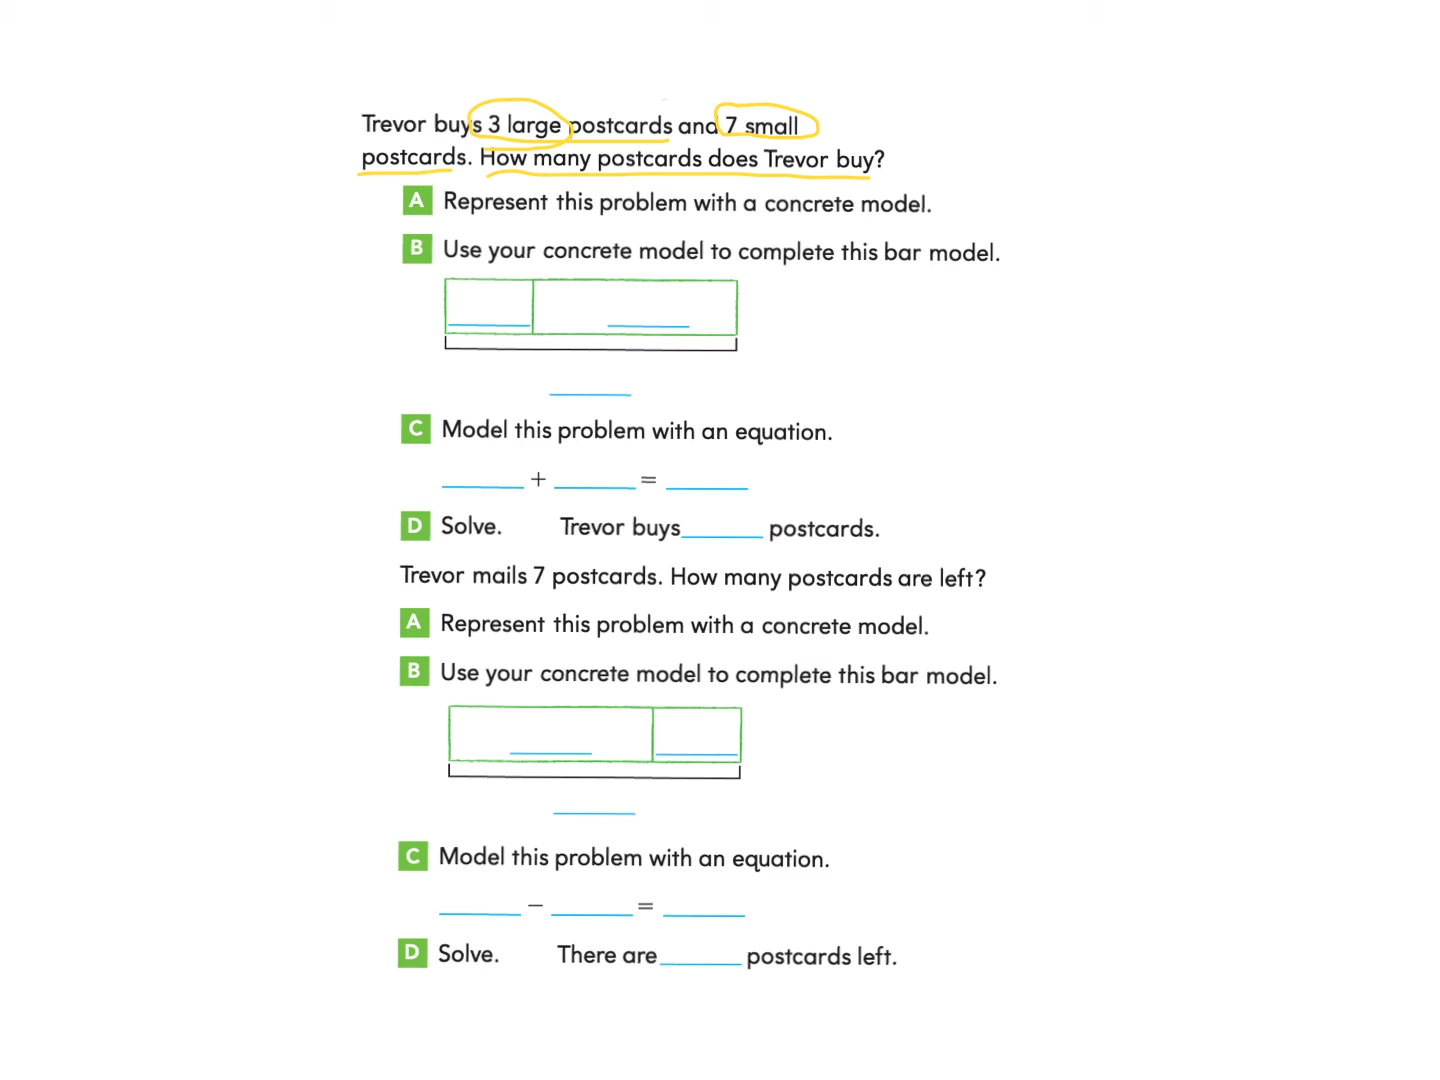 Trevor buys 3 large postcards and 7 small
postcards. How many postcards does Trevor buy?
A Represent this problem with a concrete model.
B Use your concrete model to complete this bar model.
C Model this problem with an equation.
+ =
D Solve. Trevor buys postcards.
Trevor mails 7 postcards. How many postcards are left?
A Represent this problem with a concrete model.
B Use your concrete model to complete this bar model.
C Model this problem with an equation.
− =
D Solve. There are postcards left.